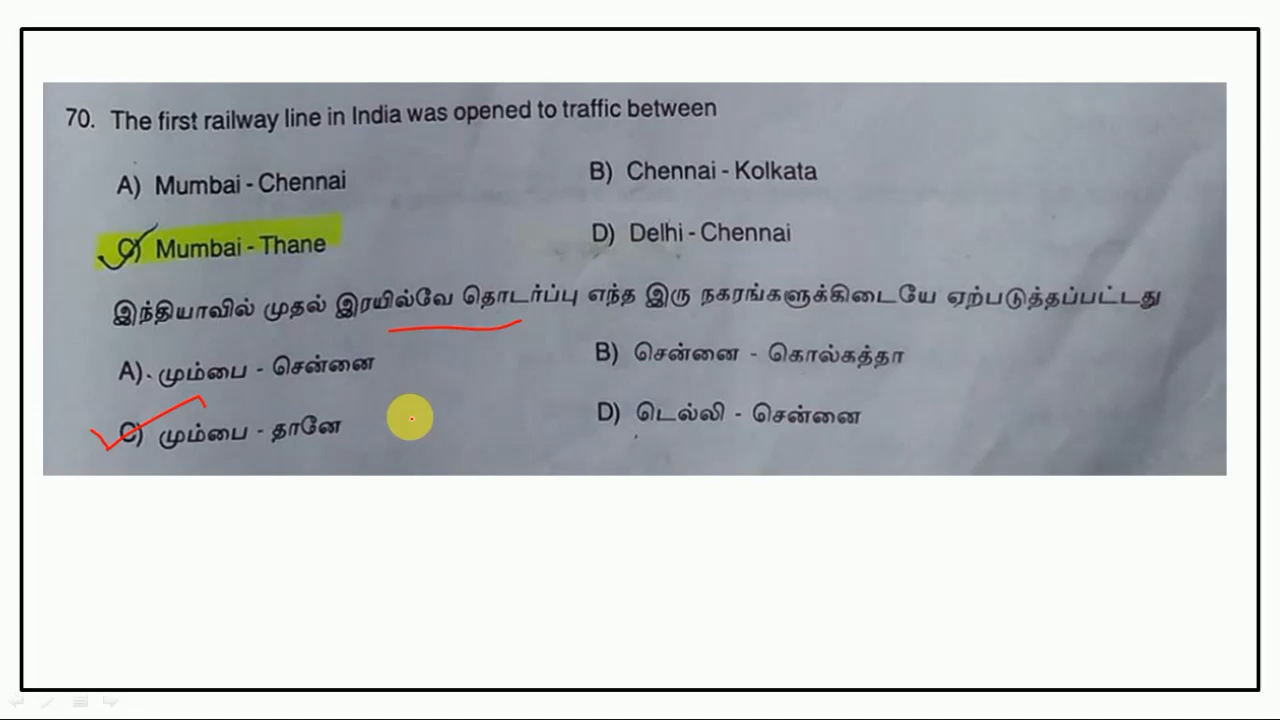 70. The first railway line in India was opened to traffic between
A) Mumbai - Chennai B) Chennai - Kolkata
C) Mumbai - Thane D) Delhi - Chennai
இந்தியாவில் முதல் இரயில்வே தொடர்ப்பு எந்த இரு நகரங்களுக்கிடையே ஏற்படுத்தப்பட்டது
A). மும்பை - சென்னை B) சென்னை - கொல்கத்தா
C) மும்பை - தானே D) டெல்லி - சென்னை